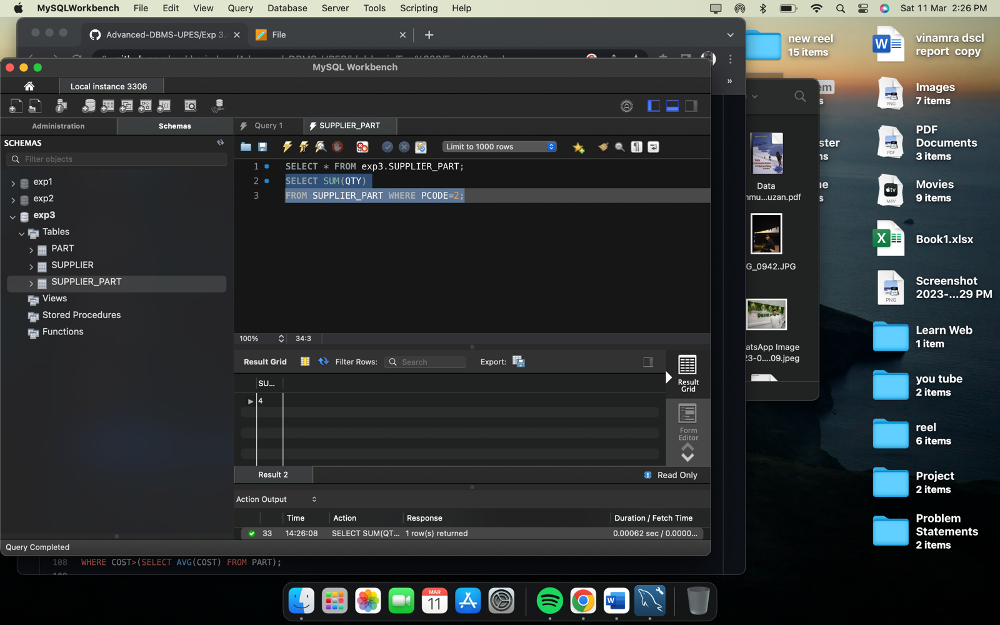 MySQLWorkbench File Edit View Query Database Server Tools Scripting Help Sat 11 Mar 2:26 PM
Advanced-DBMS-UPES/Exp 3. File
MySQL Workbench
Local instance 3306
Administration Schemas Query 1 SUPPLIER_PART
SCHEMAS
Limit to 1000 rows
Filter objects
1 SELECT * FROM exp3.SUPPLIER_PART;
2 SELECT SUM(QTY)
3 FROM SUPPLIER_PART WHERE PCODE=2;
exp1
exp2
exp3
Tables
PART
SUPPLIER
SUPPLIER_PART
Views
Stored Procedures
Functions
100% 34:3
Result Grid Filter Rows: Search Export:
Result
Grid
SU...
4
Form
Editor
Result 2 Read Only
Action Output
Time Action Response Duration / Fetch Time
33 14:26:08 SELECT SUM(QT... 1 row(s) returned 0.00062 sec / 0.0000...
Query Completed
108 WHERE COST>(SELECT AVG(COST) FROM PART);
new reel
15 items
Data
mmu...uzan.pdf
G_0942.JPG
atsApp Image
23-0....09.jpeg
vinamra dscl
report copy
Images
7 items
PDF
Documents
3 items
Movies
9 items
Book1.xlsx
Screenshot
2023-...29 PM
Learn Web
1 item
you tube
2 items
reel
6 items
Project
2 items
Problem
Statements
2 items
PNG
PDF
tv
M4V
PNG
MAR
11